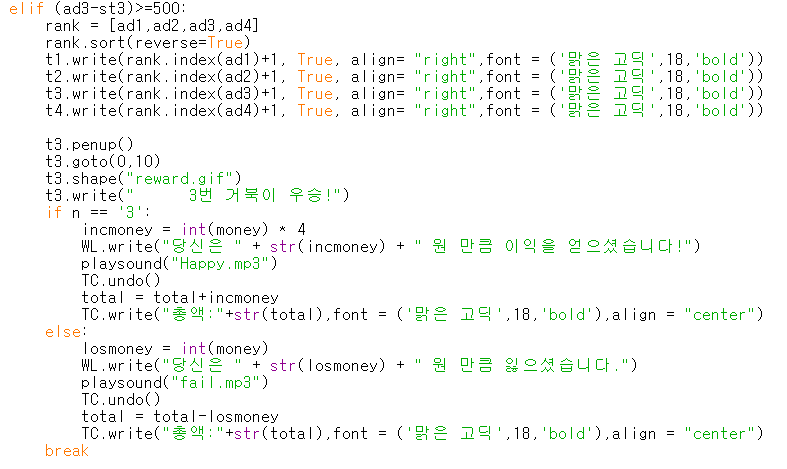 elif (ad3-st3)>=500:
    rank = [ad1,ad2,ad3,ad4]
    rank.sort(reverse=True)
    t1.write(rank.index(ad1)+1, True, align= "right",font = ('맑은 고딕',18,'bold'))
    t2.write(rank.index(ad2)+1, True, align= "right",font = ('맑은 고딕',18,'bold'))
    t3.write(rank.index(ad3)+1, True, align= "right",font = ('맑은 고딕',18,'bold'))
    t4.write(rank.index(ad4)+1, True, align= "right",font = ('맑은 고딕',18,'bold'))

    t3.penup()
    t3.goto(0,10)
    t3.shape("reward.gif")
    t3.write("      3번 거북이 우승!")
    if n == '3':
        incmoney = int(money) * 4
        WL.write("당신은 " + str(incmoney) + " 원 만큼 이익을 얻으셨습니다!")
        playsound("Happy.mp3")
        TC.undo()
        total = total+incmoney
        TC.write("총액:"+str(total),font = ('맑은 고딕',18,'bold'),align = "center")
    else:
        losmoney = int(money)
        WL.write("당신은 " + str(losmoney) + " 원 만큼 잃으셨습니다.")
        playsound("fail.mp3")
        TC.undo()
        total = total-losmoney
        TC.write("총액:"+str(total),font = ('맑은 고딕',18,'bold'),align = "center")
    break